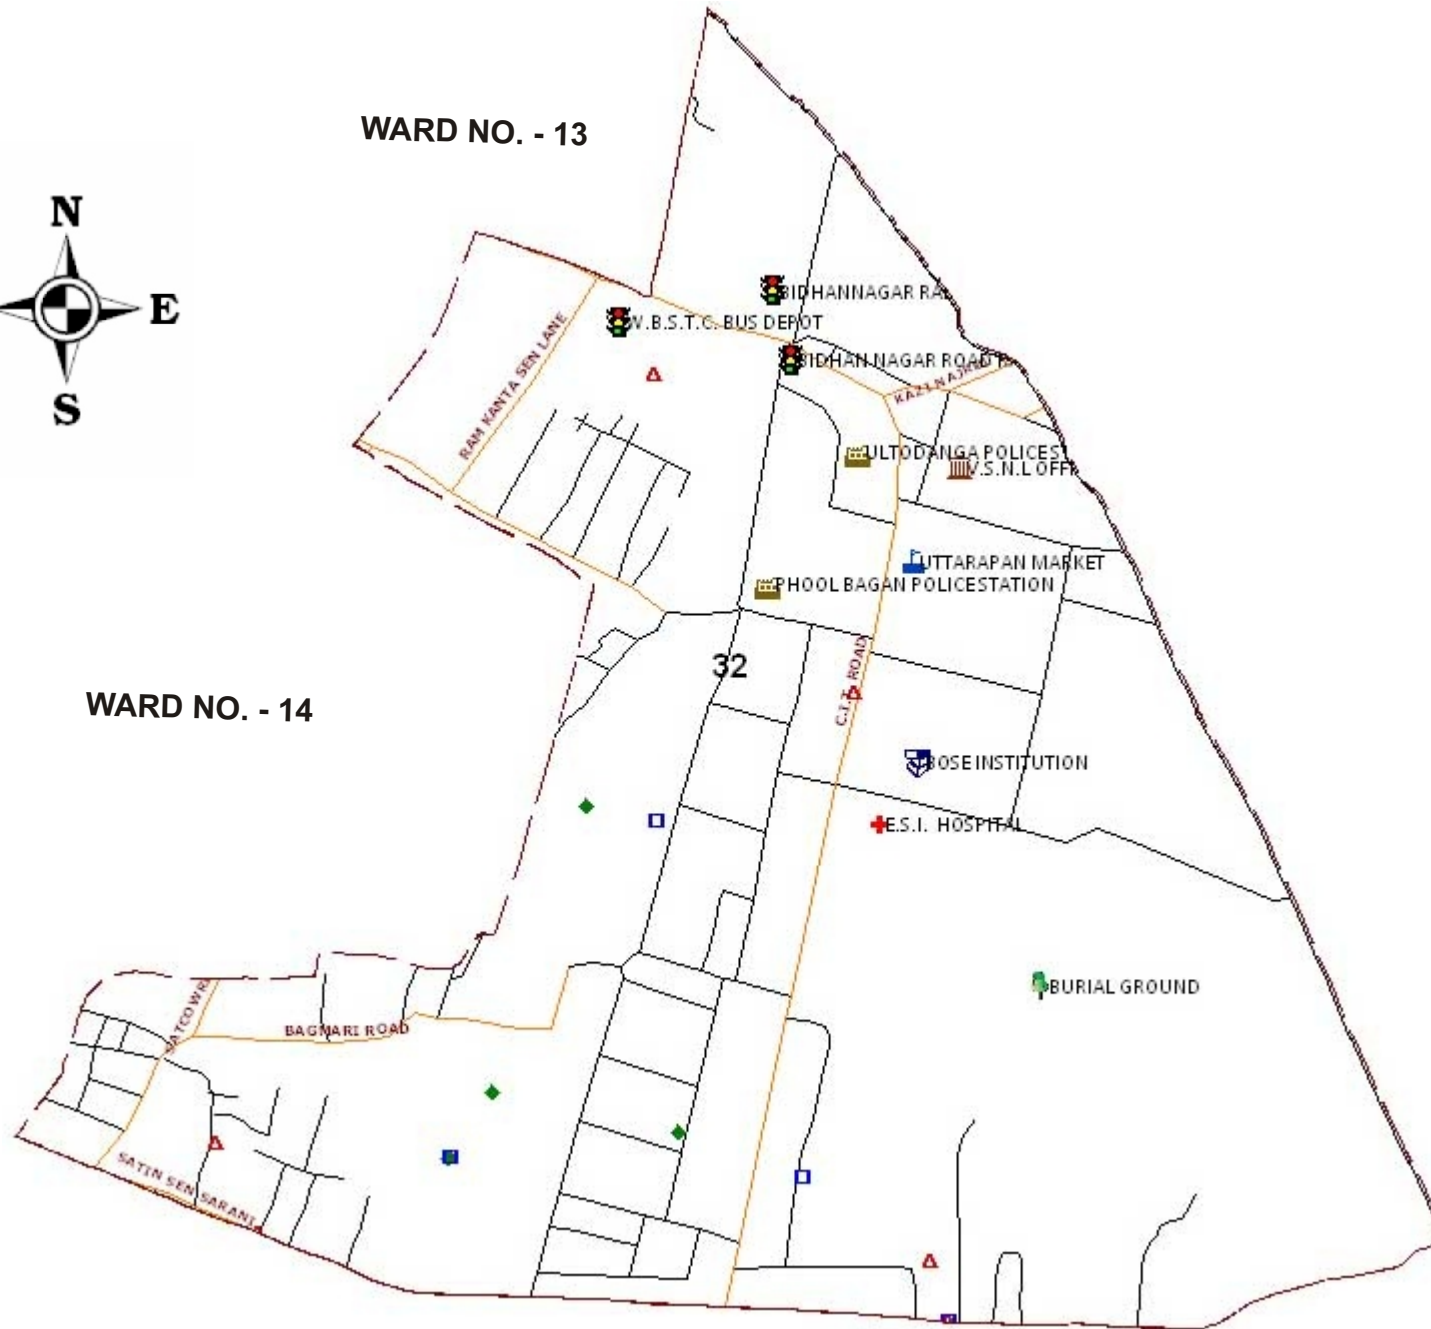 WARD NO. - 13
N
E
S
BIDHANNAGAR RA
W.B.S.T.C. BUS DEPOT
BIDHAN NAGAR ROAD
RAM KANTA SEN LANE
ULTODANGA POLICES
V.S.N.L OFF
UTTARAPAN MARKET
PHOOL BAGAN POLICESTATION
32
ROAD
WARD NO. - 14
BOSE INSTITUTION
E.S.I. HOSPITAL
BURIAL GROUND
BAGMARI ROAD
SATIN SEN SARANI